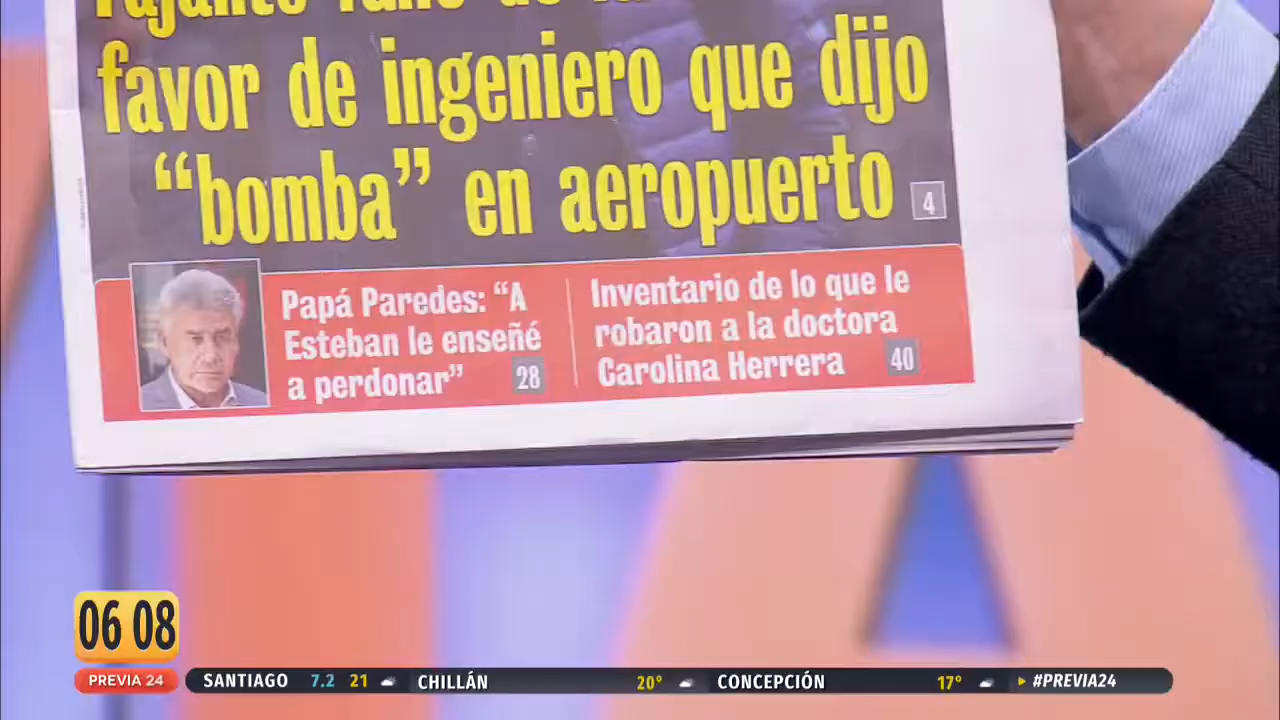 favor de ingeniero que dijo
“bomba” en aeropuerto
4
Papá Paredes: “A
Esteban le enseñé
a perdonar”
28
Inventario de lo que le
robaron a la doctora
Carolina Herrera
40
06 08
PREVIA 24
SANTIAGO 7.2 21 CHILLÁN 20° CONCEPCIÓN 17° #PREVIA24